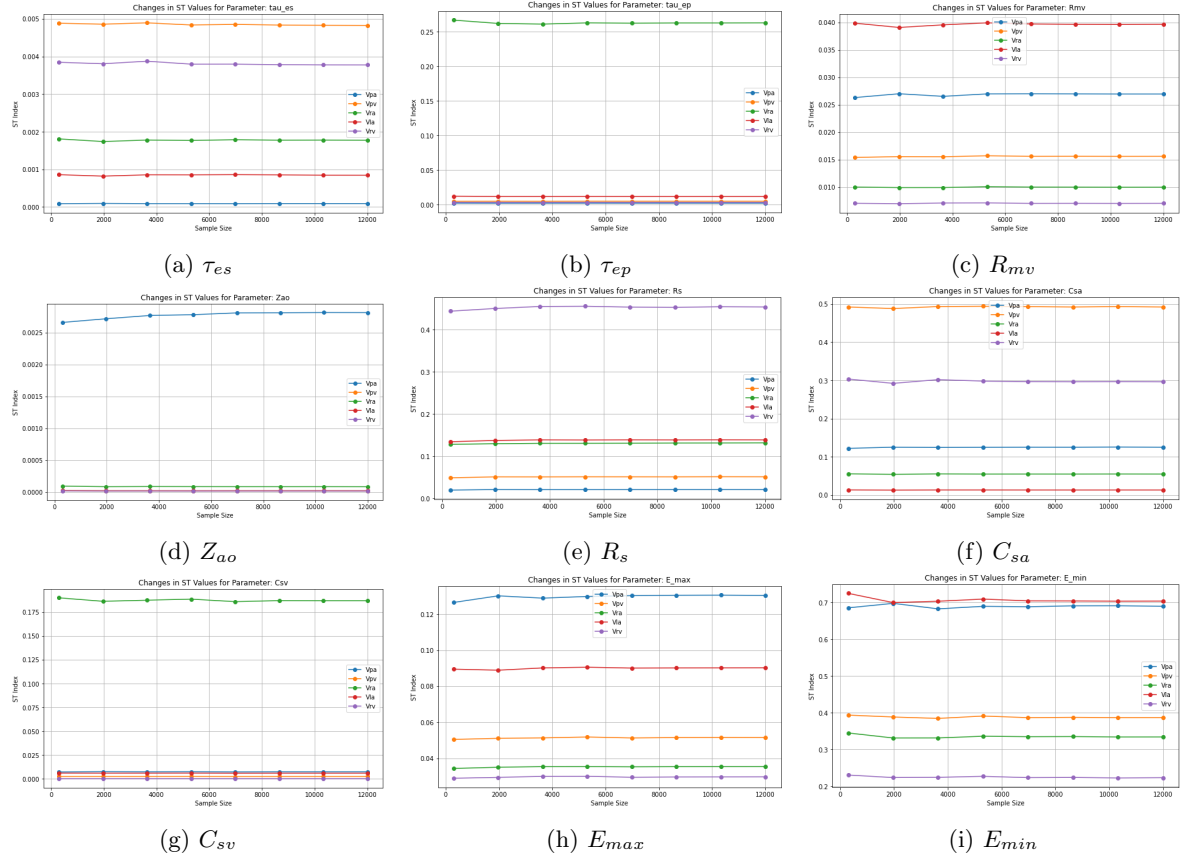 Changes in ST Values for Parameter: tau_es
ST Index
0.005
0.004
0.003
0.002
0.001
0.000
Vpa
Vpv
Vra
Vla
Vrv
0 2000 4000 6000 8000 10000 12000
Sample Size
(a) τes
Changes in ST Values for Parameter: tau_ep
ST Index
0.25
0.20
0.15
0.10
0.05
0.00
Vpa
Vpv
Vra
Vla
Vrv
0 2000 4000 6000 8000 10000 12000
Sample Size
(b) τep
Changes in ST Values for Parameter: Rmv
ST Index
0.040
0.035
0.030
0.025
0.020
0.015
0.010
Vpa
Vpv
Vra
Vla
Vrv
0 2000 4000 6000 8000 10000 12000
Sample Size
(c) Rmv
Changes in ST Values for Parameter: Zao
ST Index
0.0025
0.0020
0.0015
0.0010
0.0005
0.0000
Vpa
Vpv
Vra
Vla
Vrv
0 2000 4000 6000 8000 10000 12000
Sample Size
(d) Zao
Changes in ST Values for Parameter: Rs
ST Index
0.4
0.3
0.2
0.1
0.0
Vpa
Vpv
Vra
Vla
Vrv
0 2000 4000 6000 8000 10000 12000
Sample Size
(e) Rs
Changes in ST Values for Parameter: Csa
ST Index
0.5
0.4
0.3
0.2
0.1
0.0
Vpa
Vpv
Vra
Vla
Vrv
0 2000 4000 6000 8000 10000 12000
Sample Size
(f) Csa
Changes in ST Values for Parameter: Csv
ST Index
0.175
0.150
0.125
0.100
0.075
0.050
0.025
0.000
Vpa
Vpv
Vra
Vla
Vrv
0 2000 4000 6000 8000 10000 12000
Sample Size
(g) Csv
Changes in ST Values for Parameter: E_max
ST Index
0.12
0.10
0.08
0.06
0.04
Vpa
Vpv
Vra
Vla
Vrv
0 2000 4000 6000 8000 10000 12000
Sample Size
(h) Emax
Changes in ST Values for Parameter: E_min
ST Index
0.7
0.6
0.5
0.4
0.3
0.2
Vpa
Vpv
Vra
Vla
Vrv
0 2000 4000 6000 8000 10000 12000
Sample Size
(i) Emin